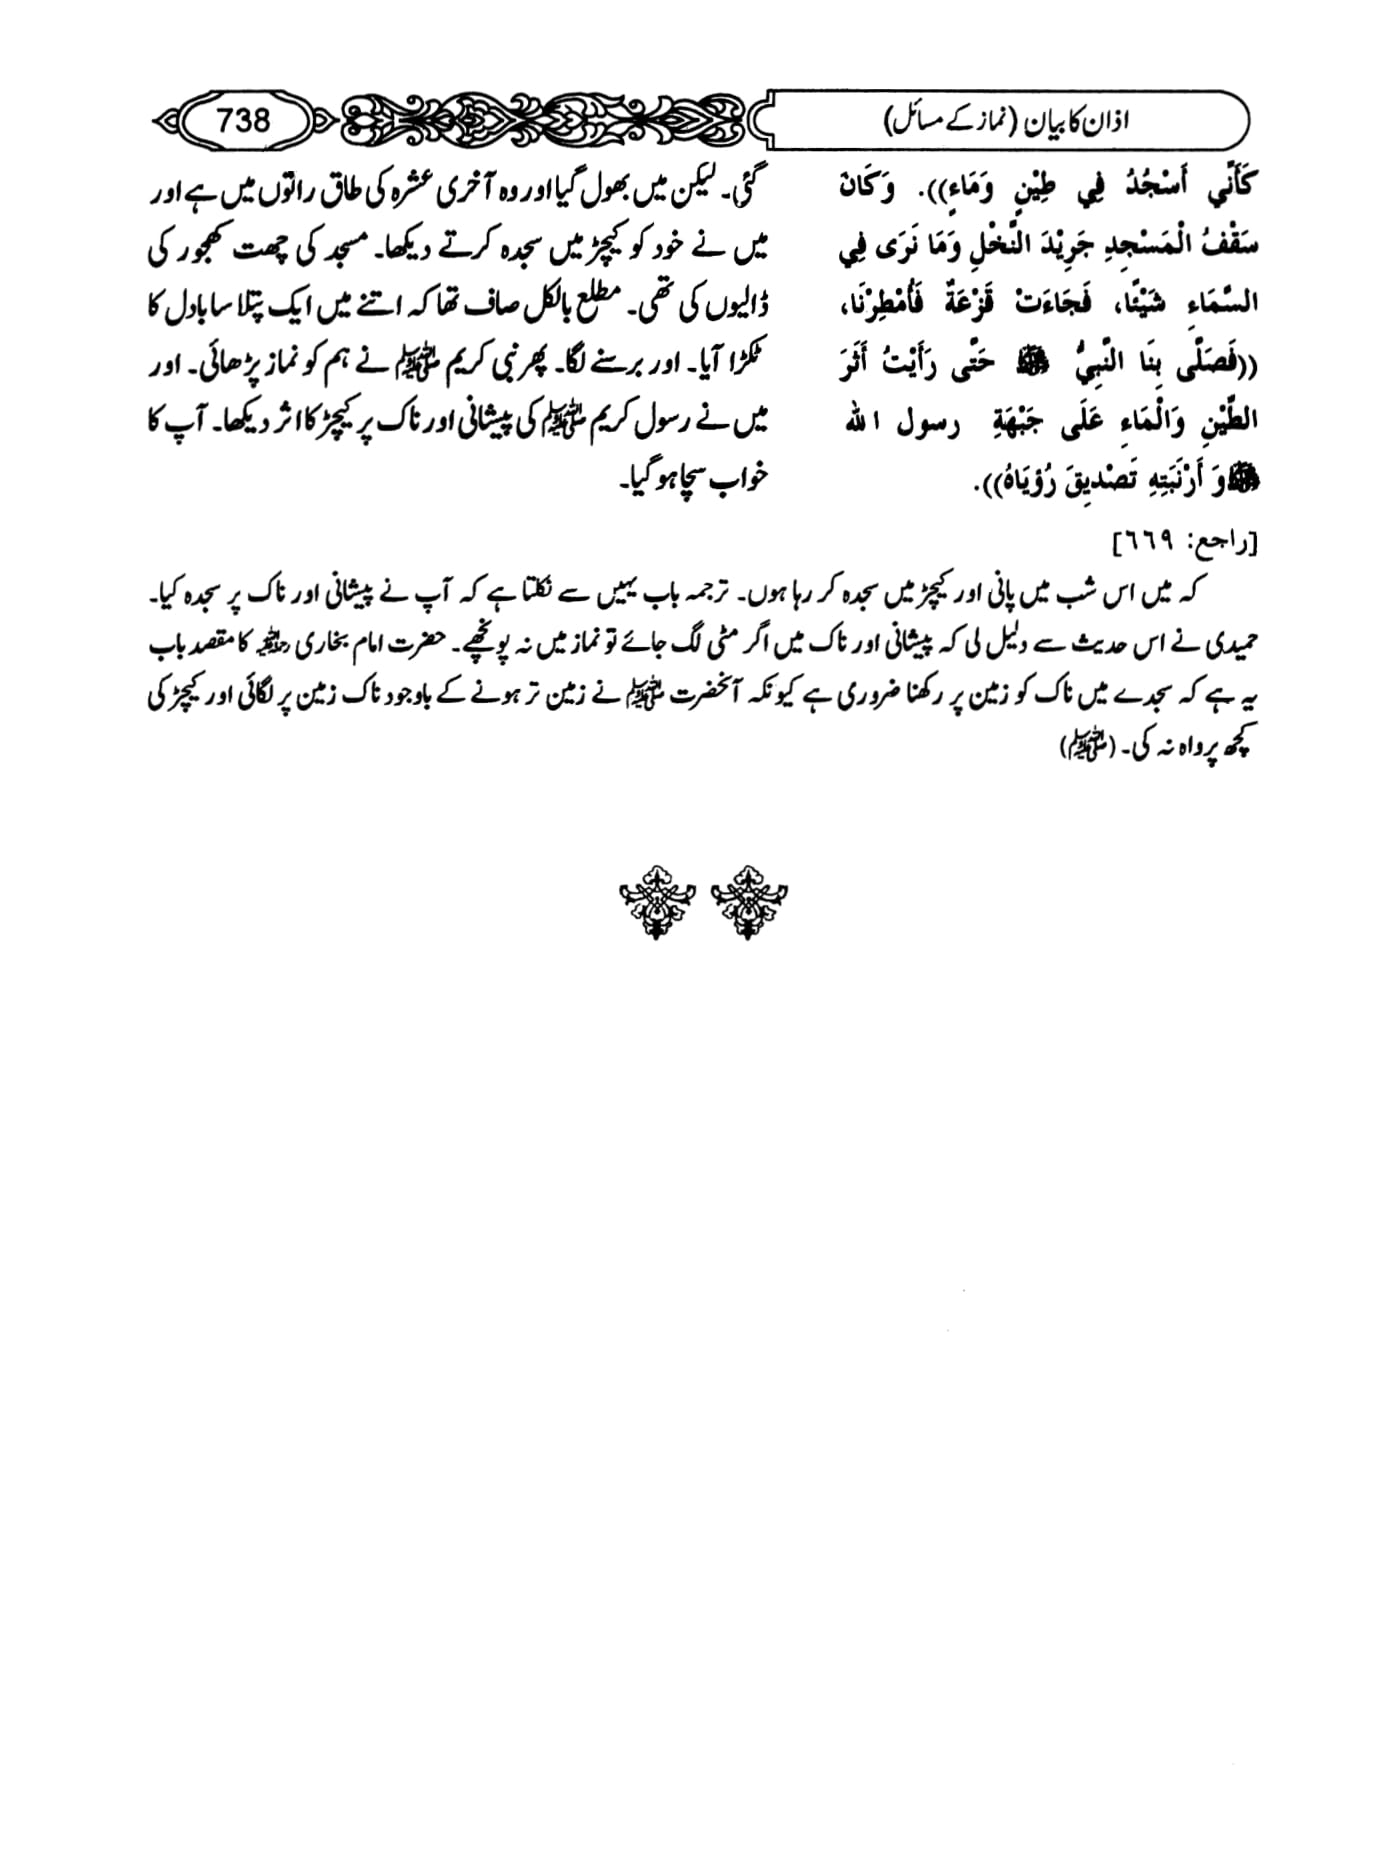 اذان کا بیان (نماز کے مسائل)
738
كَأَنِّي أَسْجُدُ فِي طِيْنٍ وَمَاءٍ)). وَكَانَ
سَقْفُ الْمَسْجِدِ جَرِيْدَ النَّخْلِ وَمَا نَرَى فِي
السَّمَاءِ شَيْئًا، فَجَاءَتْ قَزْعَةٌ فَأُمْطِرْنَا،
((فَصَلَّى بِنَا النَّبِيُّ ﷺ حَتَّى رَأَيْتُ أَثَرَ
الطِّيْنِ وَالْمَاءِ عَلَى جَبْهَةِ رسول الله
ﷺ وَ أَرْنَبَتِهِ تَصْدِيقَ رُؤيَاهُ)).
[راجع: ٦٦٩]
گئی۔ لیکن میں بھول گیا اور وہ آخری عشرہ کی طاق راتوں میں ہے اور
میں نے خود کو کیچڑ میں سجدہ کرتے دیکھا۔ مسجد کی چھت کھجور کی
ڈالیوں کی تھی۔ مطلع بالکل صاف تھا کہ اتنے میں ایک پتلا سا بادل کا
ٹکڑا آیا۔ اور برسنے لگا۔ پھر نبی کریم ﷺ نے ہم کو نماز پڑھائی۔ اور
میں نے رسول کریم ﷺ کی پیشانی اور ناک پر کیچڑ کا اثر دیکھا۔ آپ کا
خواب سچا ہو گیا۔
کہ میں اس شب میں پانی اور کیچڑ میں سجدہ کر رہا ہوں۔ ترجمہ باب یہیں سے نکلتا ہے کہ آپ نے پیشانی اور ناک پر سجدہ کیا۔
حمیدی نے اس حدیث سے دلیل لی کہ پیشانی اور ناک میں اگر مٹی لگ جائے تو نماز میں نہ پونچھے۔ حضرت امام بخاری رحمہ اللہ کا مقصد باب
یہ ہے کہ سجدے میں ناک کو زمین پر رکھنا ضروری ہے کیونکہ آنحضرت ﷺ نے زمین تر ہونے کے باوجود ناک زمین پر لگائی اور کیچڑ کی
کچھ پرواہ نہ کی۔ (ﷺ)